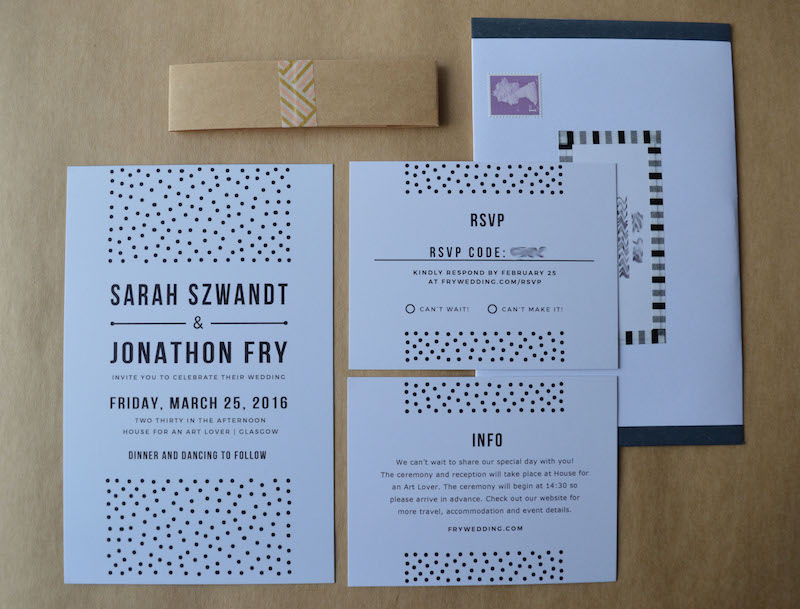 SARAH SZWANDT
&
JONATHON FRY
INVITE YOU TO CELEBRATE THEIR WEDDING
FRIDAY, MARCH 25, 2016
TWO THIRTY IN THE AFTERNOON
HOUSE FOR AN ART LOVER | GLASGOW
DINNER AND DANCING TO FOLLOW
RSVP
RSVP CODE:
KINDLY RESPOND BY FEBRUARY 25
AT FRYWEDDING.COM/RSVP
CAN'T WAIT! CAN'T MAKE IT!
INFO
We can't wait to share our special day with you!
The ceremony and reception will take place at House for
an Art Lover. The ceremony will begin at 14:30 so
please arrive in advance. Check out our website for
more travel, accommodation and event details.
FRYWEDDING.COM
1st